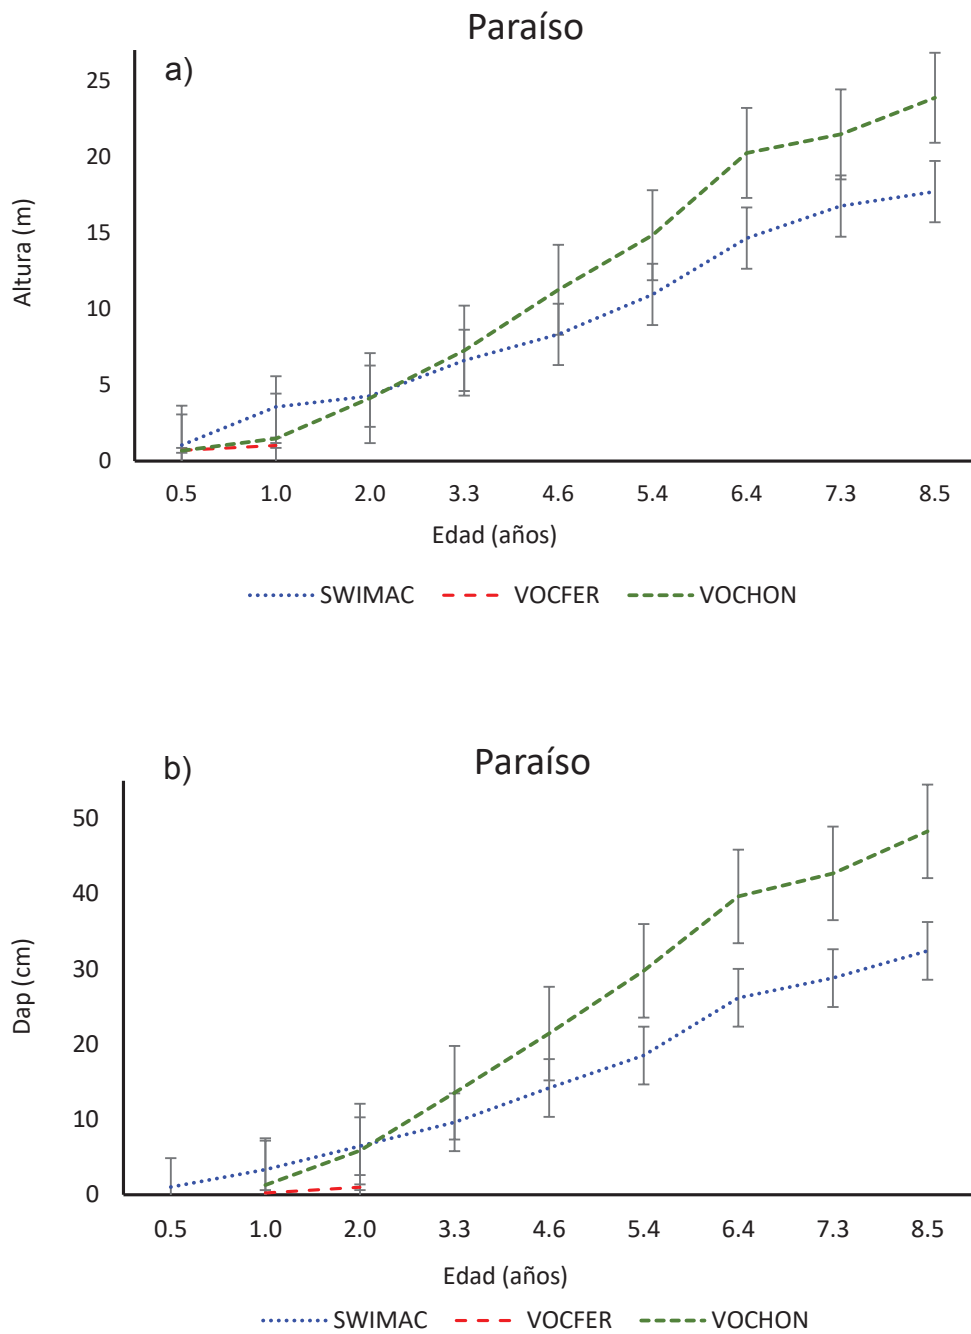 Paraíso
a)
25
20
15
10
5
0
Altura (m)
0.5 1.0 2.0 3.3 4.6 5.4 6.4 7.3 8.5
Edad (años)
SWIMAC VOCFER VOCHON
Paraíso
b)
50
40
30
20
10
0
Dap (cm)
0.5 1.0 2.0 3.3 4.6 5.4 6.4 7.3 8.5
Edad (años)
SWIMAC VOCFER VOCHON